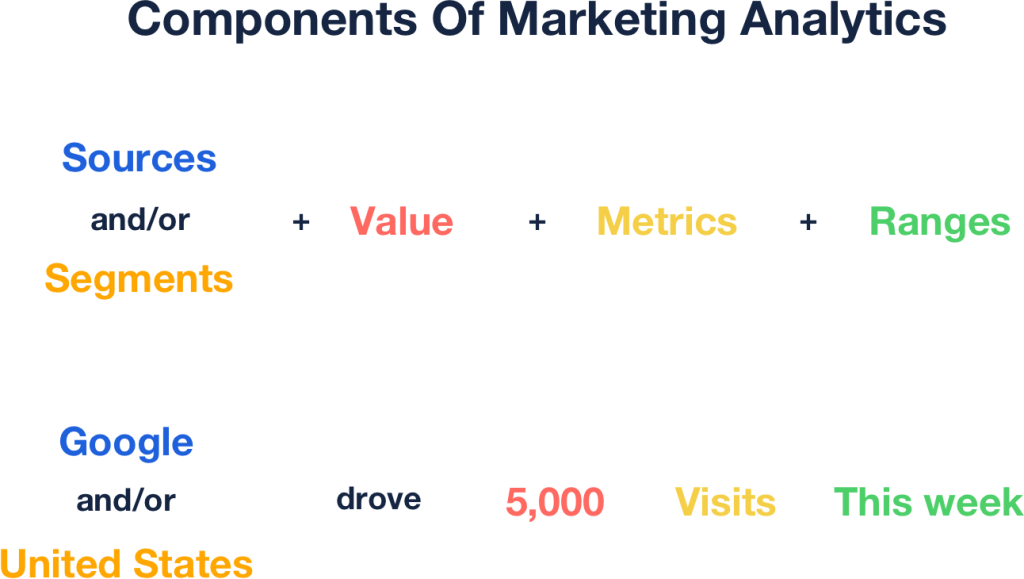 Components Of Marketing Analytics
Sources
and/or + Value + Metrics + Ranges
Segments
Google
and/or drove 5,000 Visits This week
United States